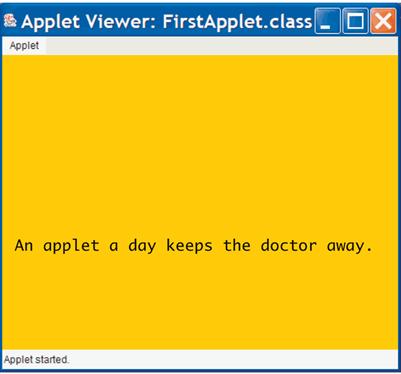 Applet Viewer: FirstApplet.class
Applet
An applet a day keeps the doctor away.
Applet started.